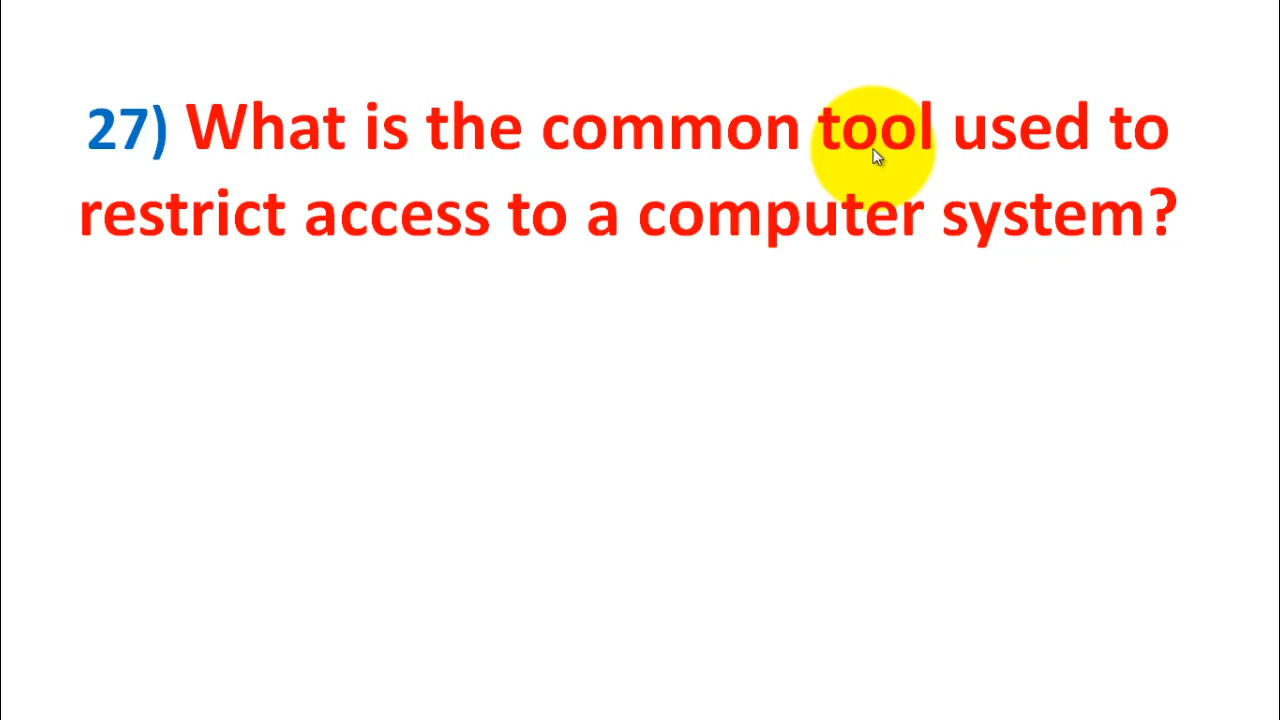 27) What is the common tool used to
restrict access to a computer system?